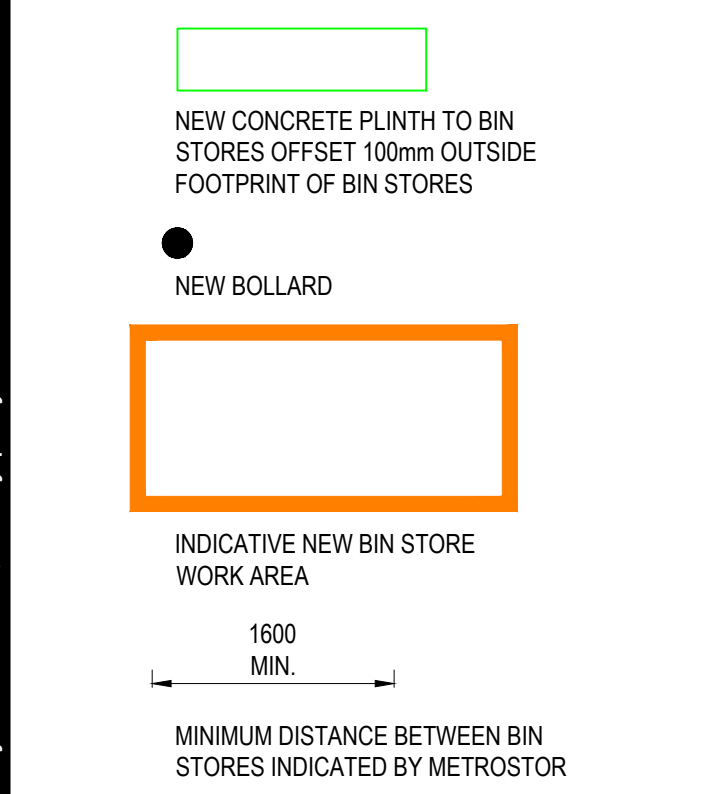 NEW CONCRETE PLINTH TO BIN
STORES OFFSET 100mm OUTSIDE
FOOTPRINT OF BIN STORES
NEW BOLLARD
INDICATIVE NEW BIN STORE
WORK AREA
1600
MIN.
MINIMUM DISTANCE BETWEEN BIN
STORES INDICATED BY METROSTOR